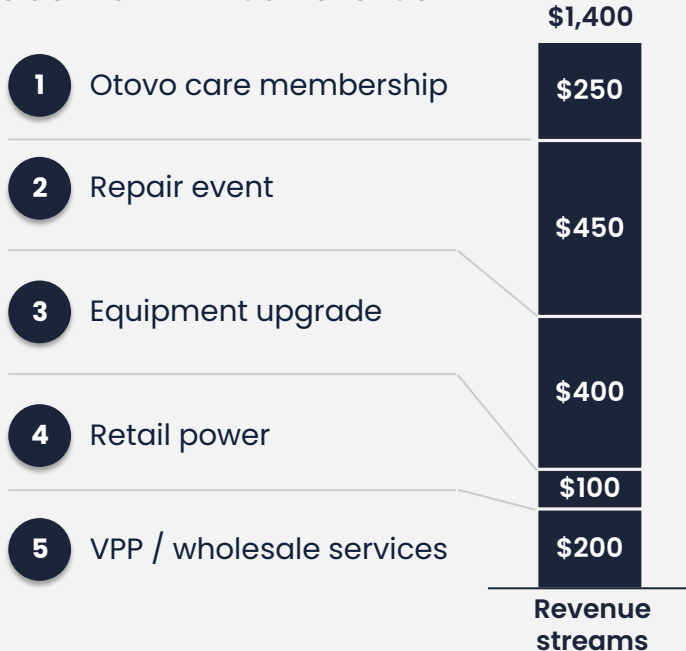 $1,400
1 Otovo care membership $250
2 Repair event $450
3 Equipment upgrade $400
4 Retail power $100
5 VPP / wholesale services $200
Revenue
streams